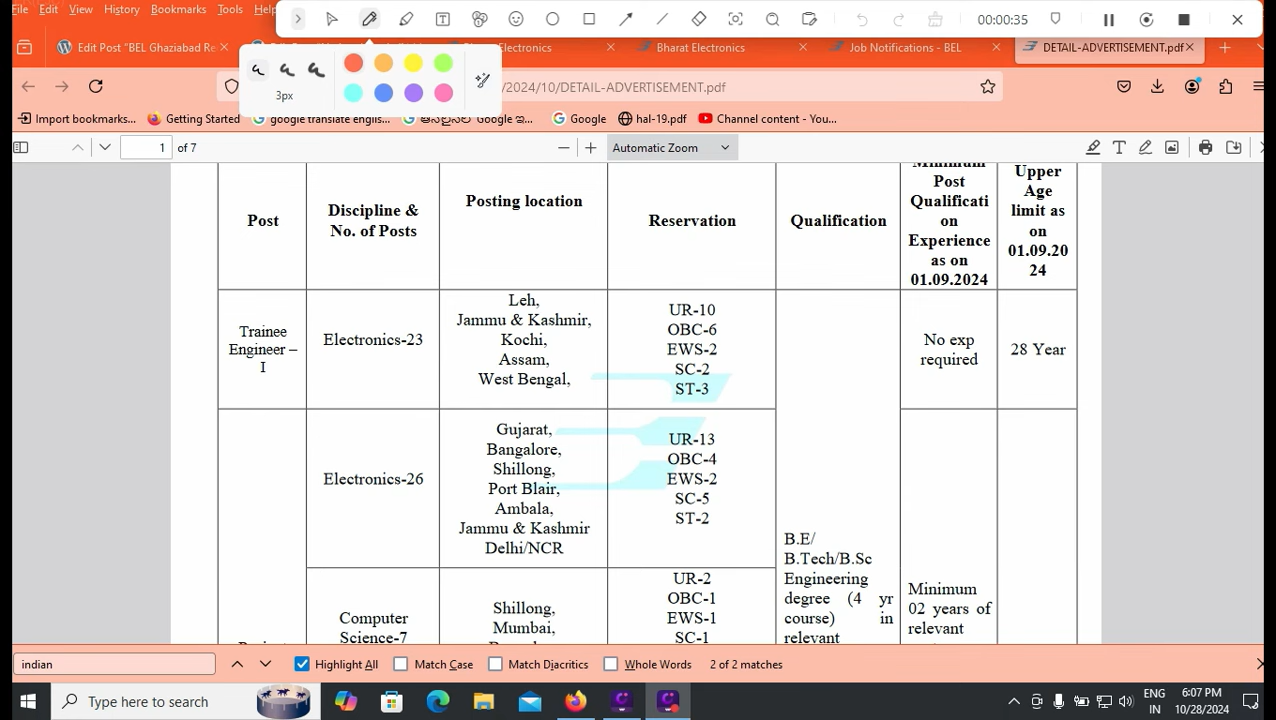 File Edit View History Bookmarks
00:00:35
Edit Post "BEL Ghaziabad Re
Electronics
Bharat Electronics
Job Notifications - BEL
DETAIL-ADVERTISEMENT.pdf
3px
/2024/10/DETAIL-ADVERTISEMENT.pdf
Import bookmarks...
Getting Started
google translate englis...
Google
hal-19.pdf
Channel content - You...
1 of 7
Automatic Zoom
Post
Discipline &
No. of Posts
Posting location
Reservation
Qualification
Minimum
Post
Qualificati
on
Experience
as on
01.09.2024
Upper
Age
limit as
on
01.09.20
24
Trainee
Engineer –
I
Electronics-23
Leh,
Jammu & Kashmir,
Kochi,
Assam,
West Bengal,
UR-10
OBC-6
EWS-2
SC-2
ST-3
No exp
required
28 Year
Electronics-26
Gujarat,
Bangalore,
Shillong,
Port Blair,
Ambala,
Jammu & Kashmir
Delhi/NCR
UR-13
OBC-4
EWS-2
SC-5
ST-2
B.E/
B.Tech/B.Sc
Engineering
degree (4 yr
course) in
relevant
Minimum
02 years of
relevant
Computer
Science-7
Shillong,
Mumbai,
UR-2
OBC-1
EWS-1
SC-1
indian
Highlight All
Match Case
Match Diacritics
Whole Words
2 of 2 matches
Type here to search
ENG
IN
6:07 PM
10/28/2024